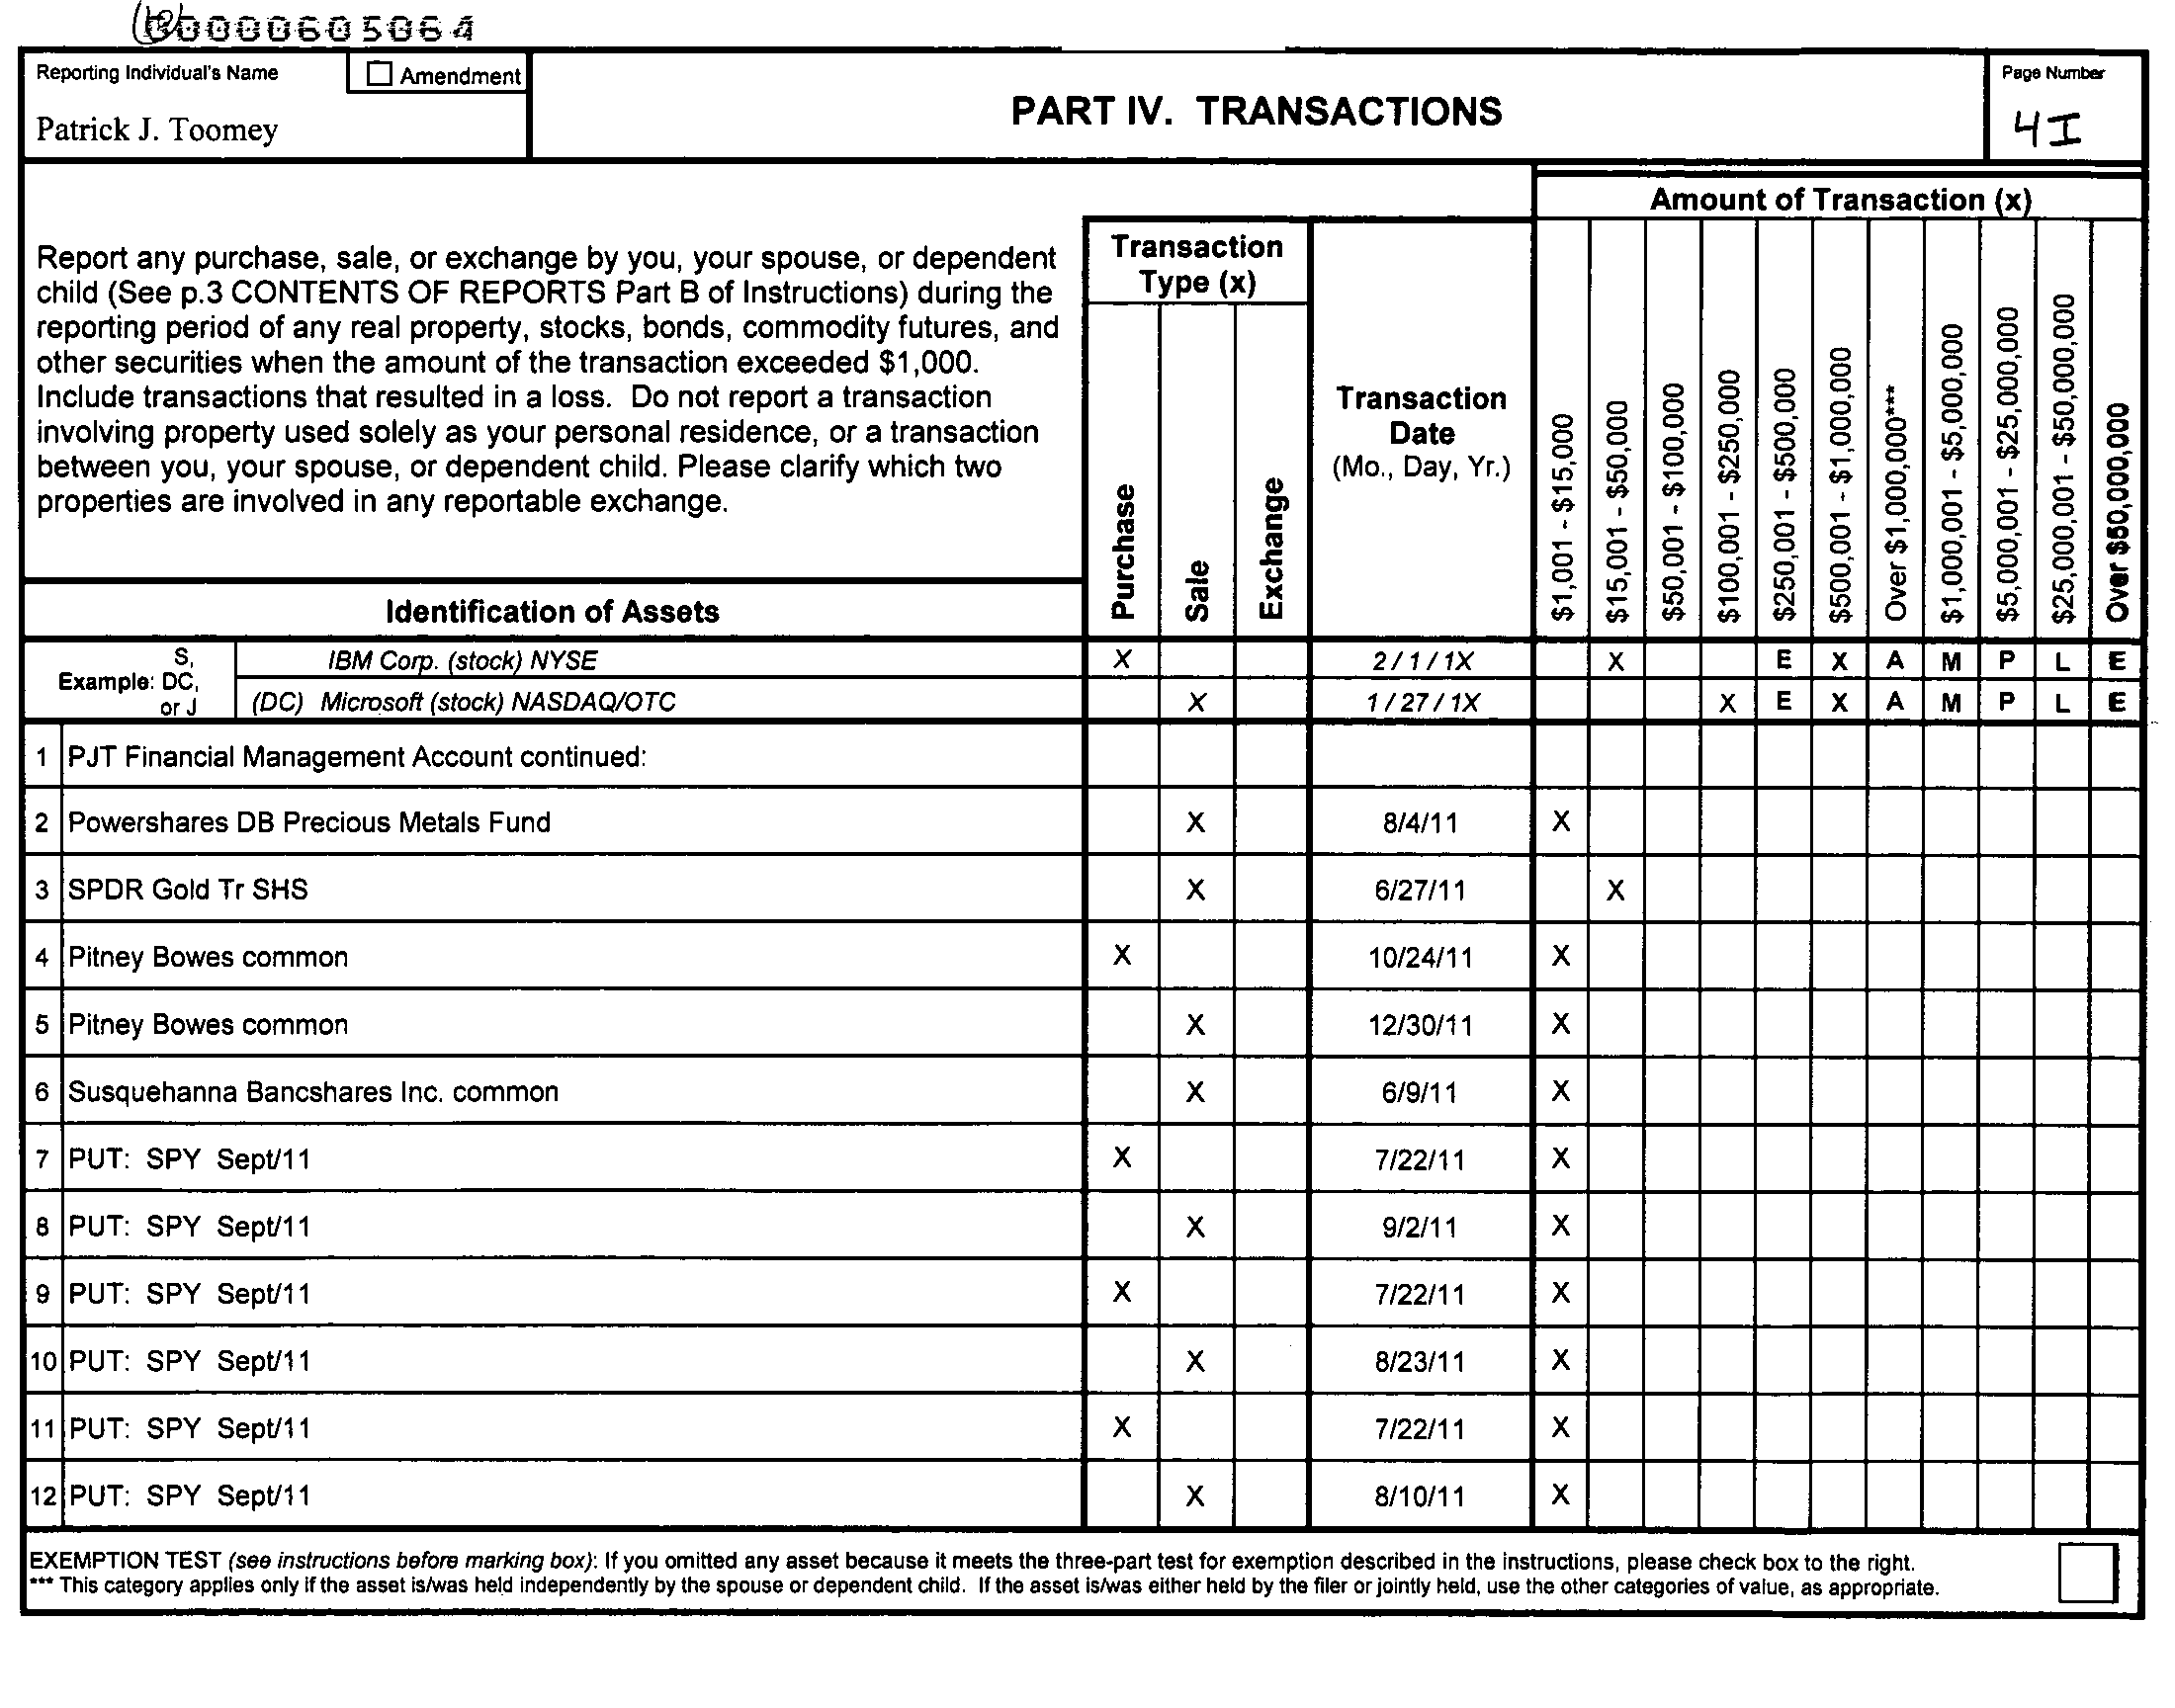 00000605064
Reporting Individual's Name
Amendment
Patrick J. Toomey
PART IV. TRANSACTIONS
Page Number
4I
Report any purchase, sale, or exchange by you, your spouse, or dependent
child (See p.3 CONTENTS OF REPORTS Part B of Instructions) during the
reporting period of any real property, stocks, bonds, commodity futures, and
other securities when the amount of the transaction exceeded $1,000.
Include transactions that resulted in a loss. Do not report a transaction
involving property used solely as your personal residence, or a transaction
between you, your spouse, or dependent child. Please clarify which two
properties are involved in any reportable exchange.
Identification of Assets
Transaction
Type (x)
Purchase
Sale
Exchange
Transaction
Date
(Mo., Day, Yr.)
Amount of Transaction (x)
$1,001 - $15,000
$15,001 - $50,000
$50,001 - $100,000
$100,001 - $250,000
$250,001 - $500,000
$500,001 - $1,000,000
Over $1,000,000***
$1,000,001 - $5,000,000
$5,000,001 - $25,000,000
$25,000,001 - $50,000,000
Over $50,000,000
Example: S, DC, or J
IBM Corp. (stock) NYSE X 2 / 1 / 1X X E X A M P L E
(DC) Microsoft (stock) NASDAQ/OTC X 1 / 27 / 1X X E X A M P L E
1 PJT Financial Management Account continued:
2 Powershares DB Precious Metals Fund X 8/4/11 X
3 SPDR Gold Tr SHS X 6/27/11 X
4 Pitney Bowes common X 10/24/11 X
5 Pitney Bowes common X 12/30/11 X
6 Susquehanna Bancshares Inc. common X 6/9/11 X
7 PUT: SPY Sept/11 X 7/22/11 X
8 PUT: SPY Sept/11 X 9/2/11 X
9 PUT: SPY Sept/11 X 7/22/11 X
10 PUT: SPY Sept/11 X 8/23/11 X
11 PUT: SPY Sept/11 X 7/22/11 X
12 PUT: SPY Sept/11 X 8/10/11 X
EXEMPTION TEST (see instructions before marking box): If you omitted any asset because it meets the three-part test for exemption described in the instructions, please check box to the right.
*** This category applies only if the asset is/was held independently by the spouse or dependent child. If the asset is/was either held by the filer or jointly held, use the other categories of value, as appropriate.